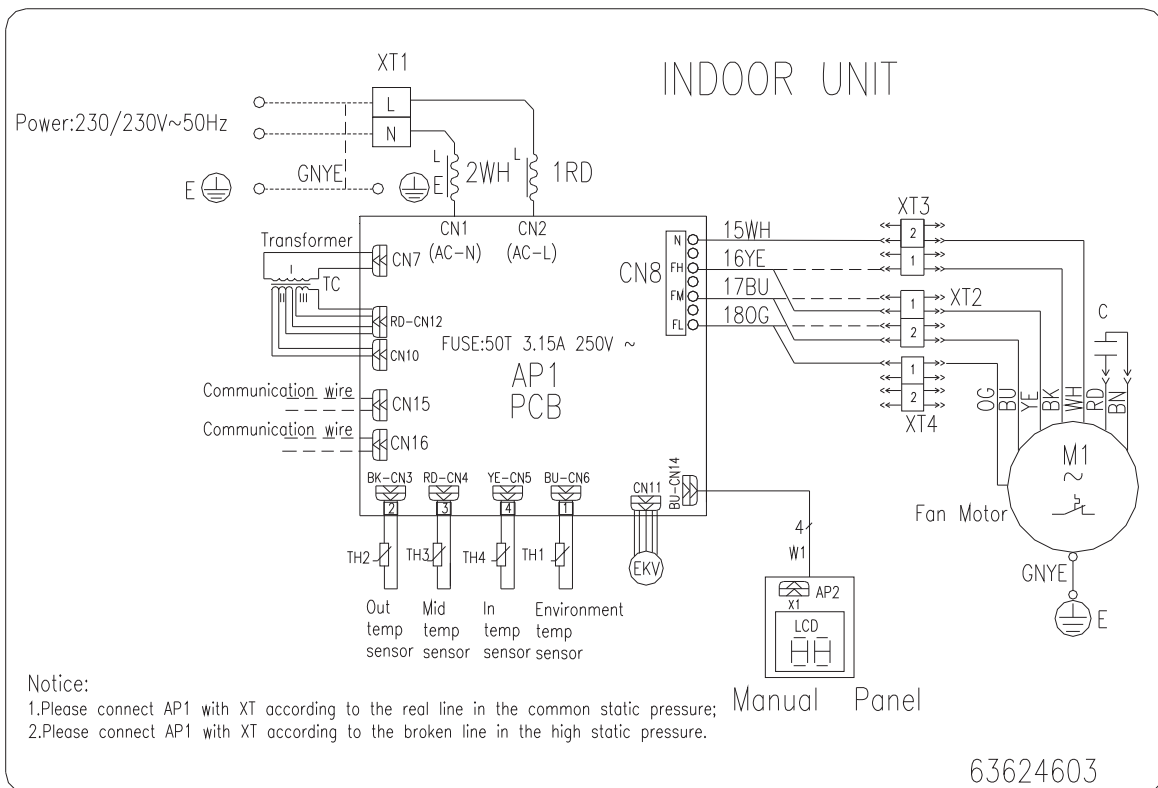 INDOOR UNIT
XT1
L
N
Power:230/230V~50Hz
GNYE
E
L
E
2WH
L
1RD
CN1
(AC-N)
CN2
(AC-L)
Transformer
I
II
III
TC
CN7
RD-CN12
CN10
FUSE:50T 3.15A 250V ~
AP1
PCB
Communication wire
CN15
Communication wire
CN16
CN8
N
FH
FM
FL
15WH
16YE
17BU
18OG
XT3
2
1
XT2
1
2
1
2
XT4
C
OG
BU
YE
BK
WH
RD
BN
M1
~
Fan Motor
GNYE
E
BK-CN3
RD-CN4
YE-CN5
BU-CN6
2
3
4
1
CN11
BU-CN14
TH2
TH3
TH4
TH1
EKV
4
W1
Out
temp
sensor
Mid
temp
sensor
In
temp
sensor
Environment
temp
sensor
AP2
X1
LCD
Manual Panel
Notice:
1.Please connect AP1 with XT according to the real line in the common static pressure;
2.Please connect AP1 with XT according to the broken line in the high static pressure.
63624603